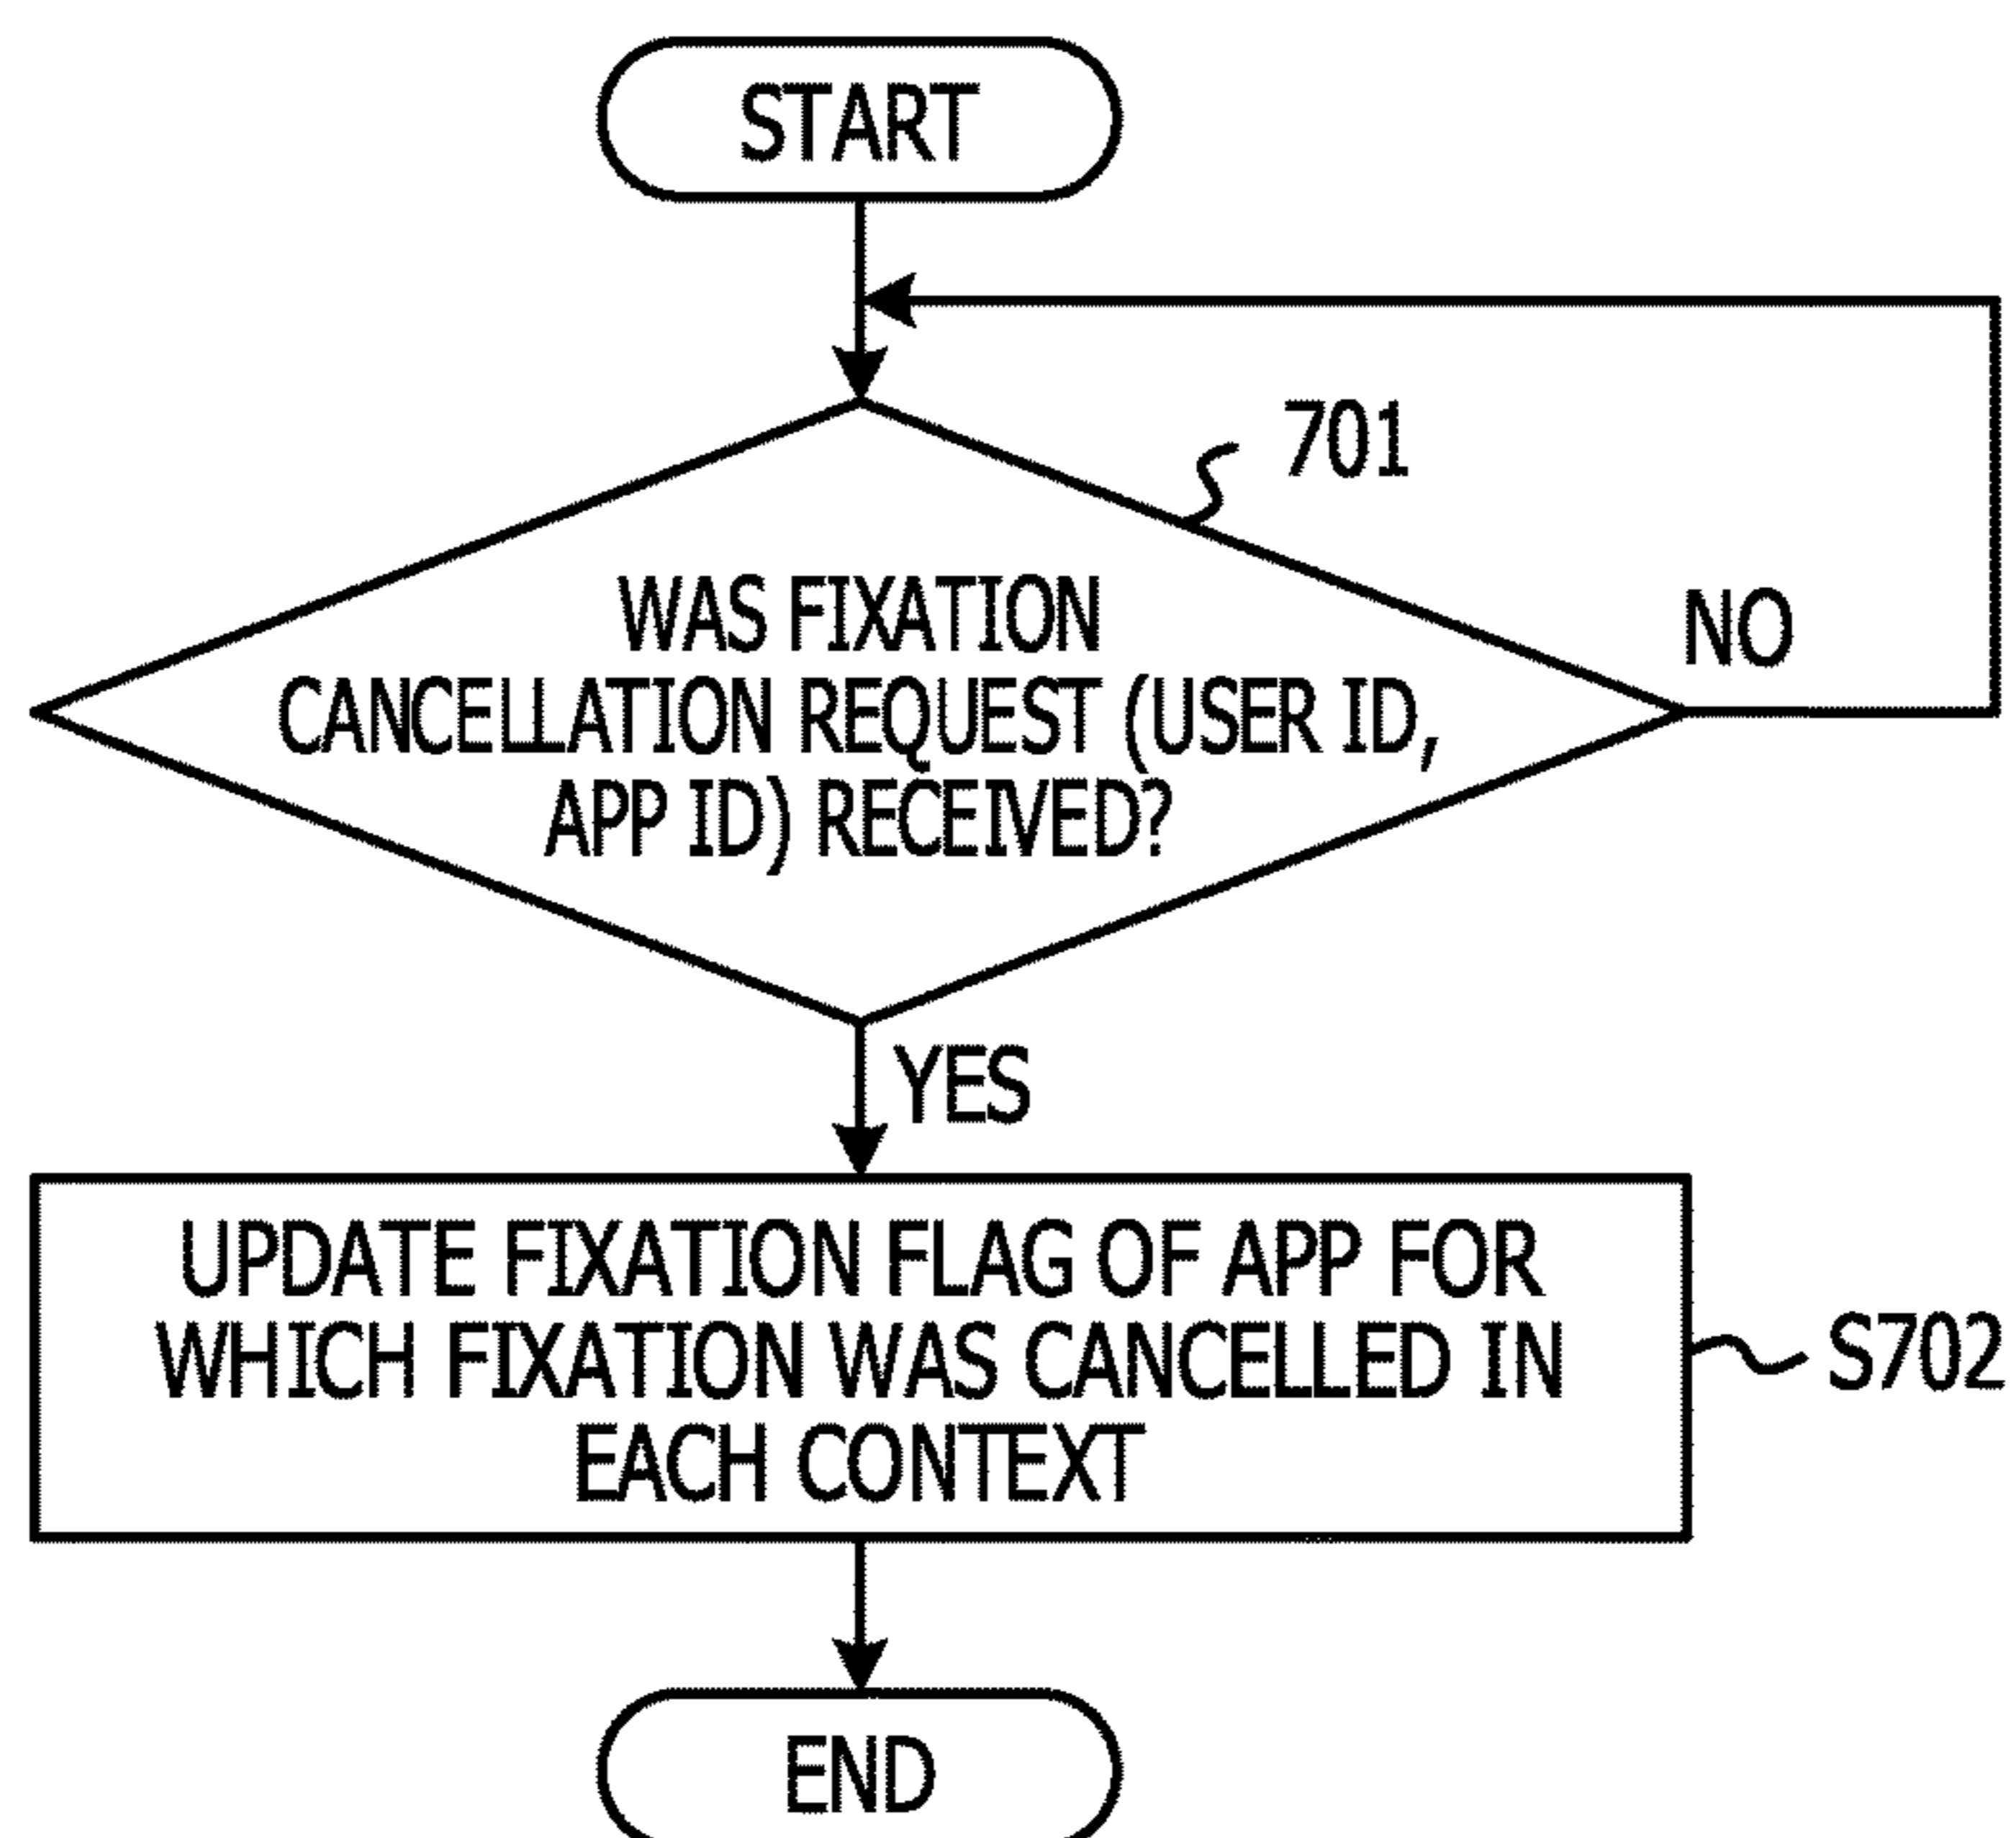 START
701
WAS FIXATION
CANCELLATION REQUEST (USER ID,
APP ID) RECEIVED?
NO
YES
UPDATE FIXATION FLAG OF APP FOR
WHICH FIXATION WAS CANCELLED IN
EACH CONTEXT
S702
END